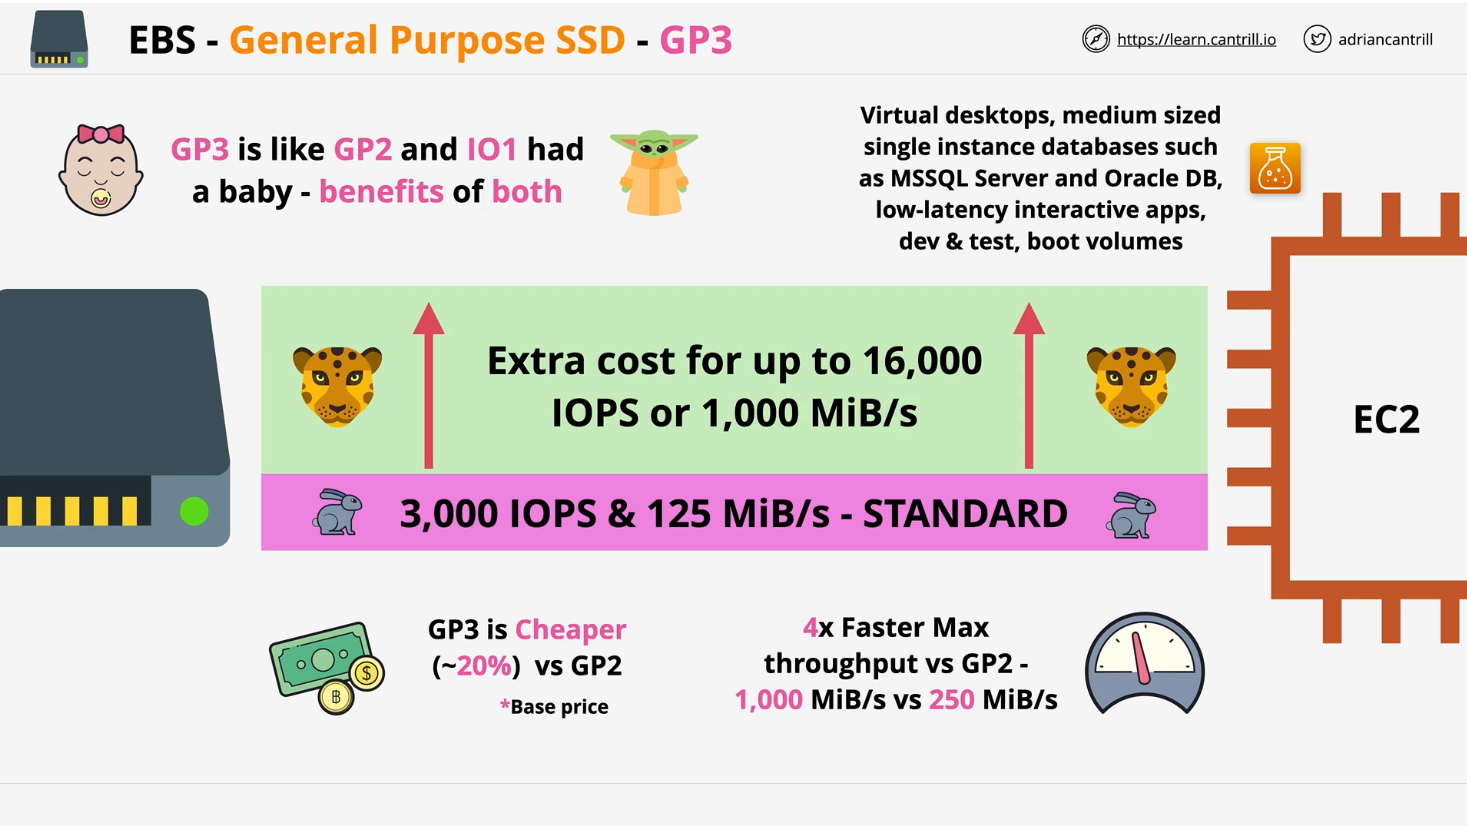 EBS - General Purpose SSD - GP3
https://learn.cantrill.io
adriancantrill
GP3 is like GP2 and IO1 had
a baby - benefits of both
Virtual desktops, medium sized
single instance databases such
as MSSQL Server and Oracle DB,
low-latency interactive apps,
dev & test, boot volumes
Extra cost for up to 16,000
IOPS or 1,000 MiB/s
3,000 IOPS & 125 MiB/s - STANDARD
EC2
GP3 is Cheaper
(~20%) vs GP2
*Base price
4x Faster Max
throughput vs GP2 -
1,000 MiB/s vs 250 MiB/s